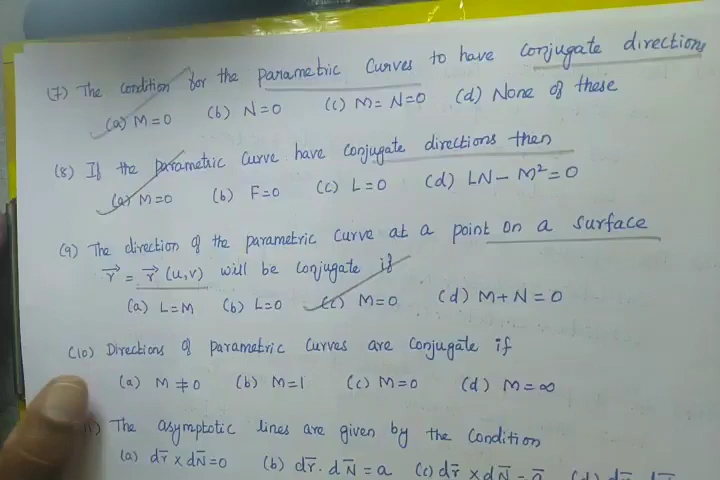 (7) The condition for the parametric curves to have conjugate directions
(a) M=0 (b) N=0 (c) M= N=0 (d) None of these
(8) If the parametric curve have conjugate directions then
(a) M=0 (b) F=0 (c) L=0 (d) LN- M²=0
(9) The direction of the parametric curve at a point on a surface
r⃗ = r⃗ (u,v) will be conjugate if
(a) L=M (b) L=0 (c) M=0 (d) M+N=0
(10) Directions of parametric curves are conjugate if
(a) M≠0 (b) M=1 (c) M=0 (d) M=∞
11) The asymptotic lines are given by the condition
(a) dr̅ x dN̅=0 (b) dr̅. dN̅=a (c) dr̅ x dN̅=